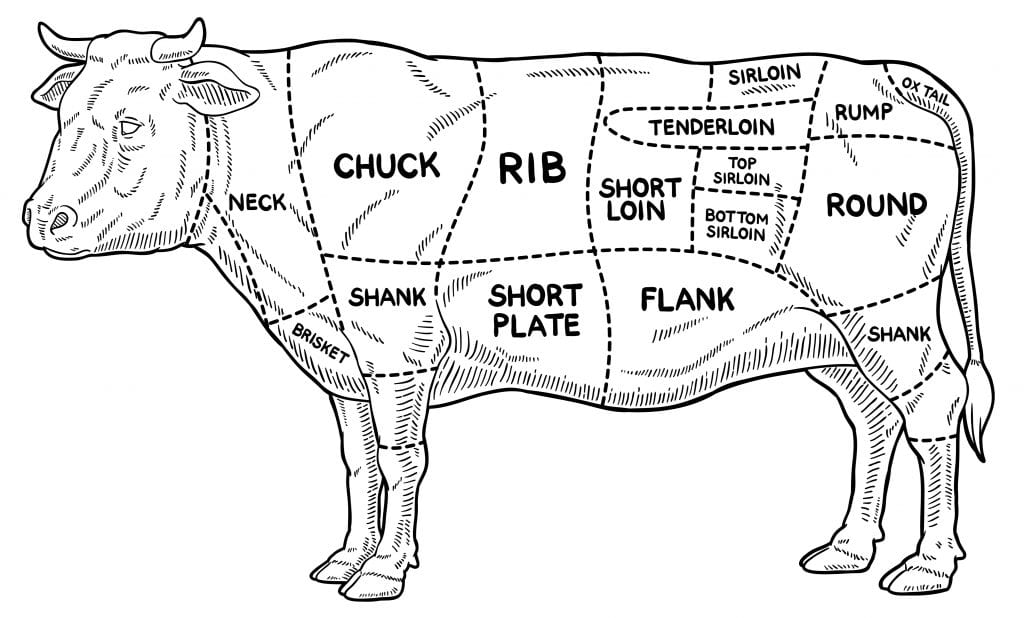 SIRLOIN
OX TAIL
RUMP
TENDERLOIN
CHUCK
RIB
TOP
SIRLOIN
SHORT
LOIN
NECK
BOTTOM
SIRLOIN
ROUND
SHANK
SHORT
PLATE
FLANK
BRISKET
SHANK